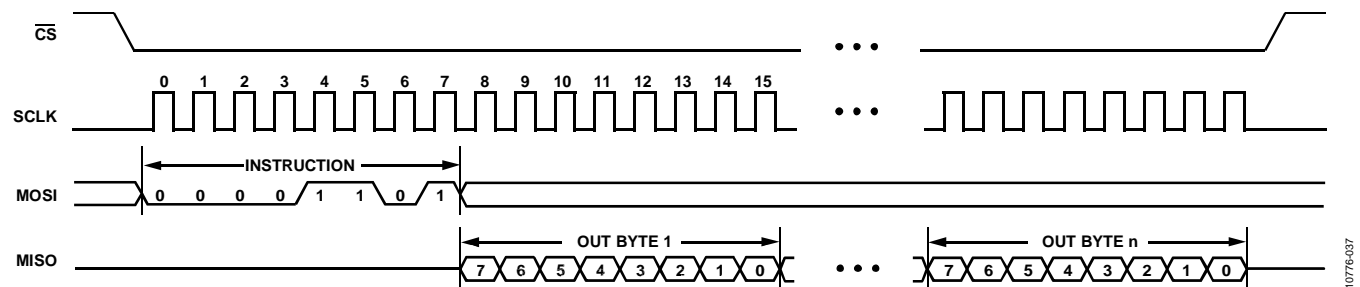 CS
0 1 2 3 4 5 6 7 8 9 10 11 12 13 14 15
SCLK
INSTRUCTION
MOSI
0 0 0 0 1 1 0 1
OUT BYTE 1
OUT BYTE n
MISO
7 6 5 4 3 2 1 0
7 6 5 4 3 2 1 0
10776-037